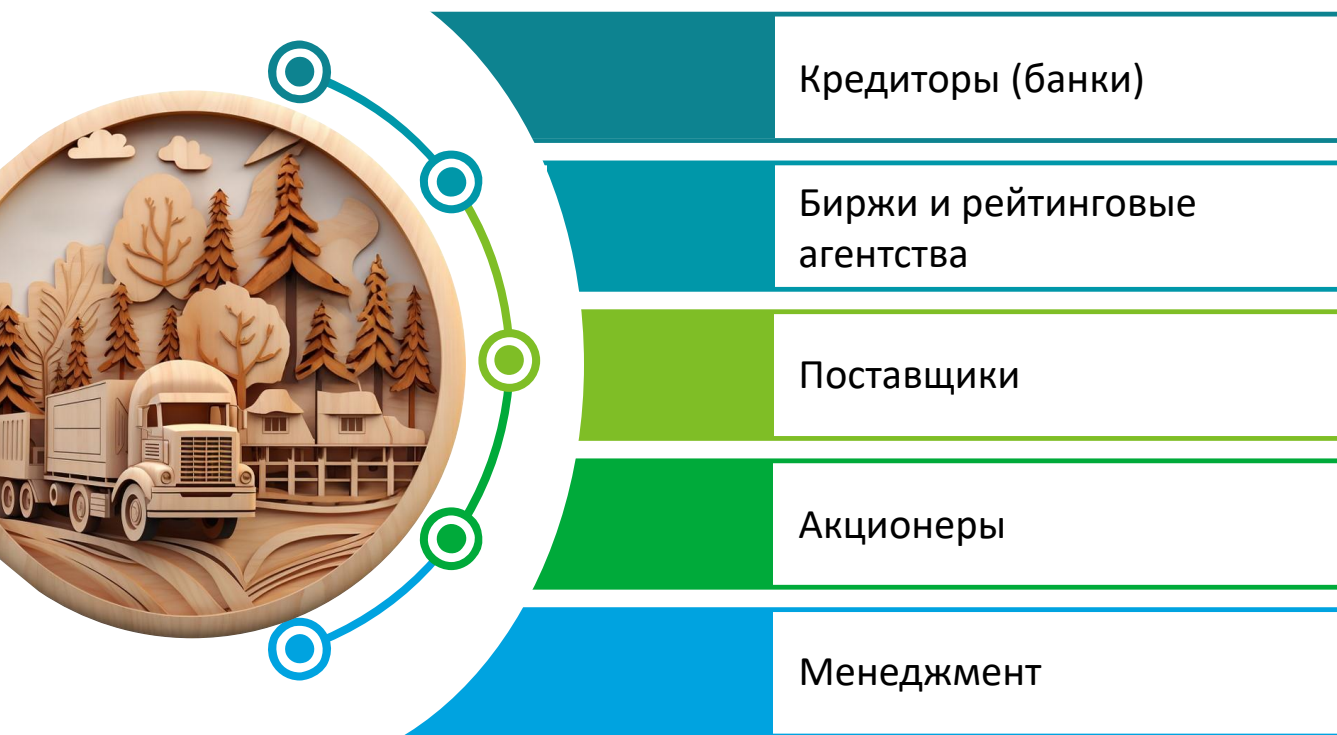 Кредиторы (банки)
Биржи и рейтинговые
агентства
Поставщики
Акционеры
Менеджмент